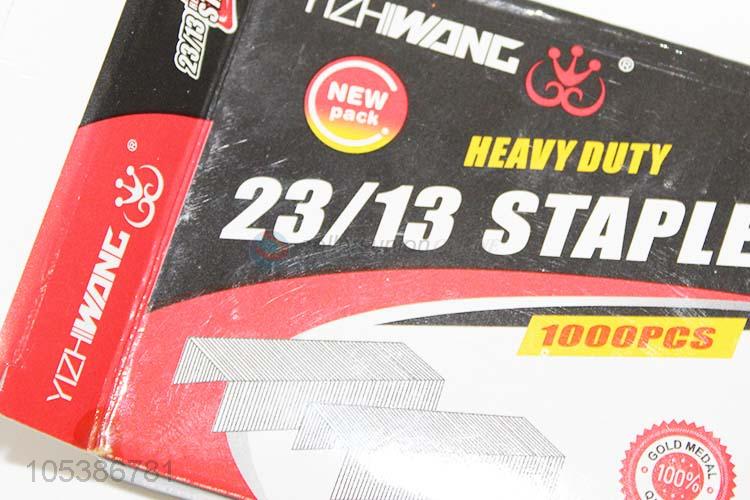 YIZHIWANG ®
NEW
pack
HEAVY DUTY
23/13 STAPLE
1000PCS
GOLD MEDAL
100%
23/13
YIZHIWANG ®
105386781